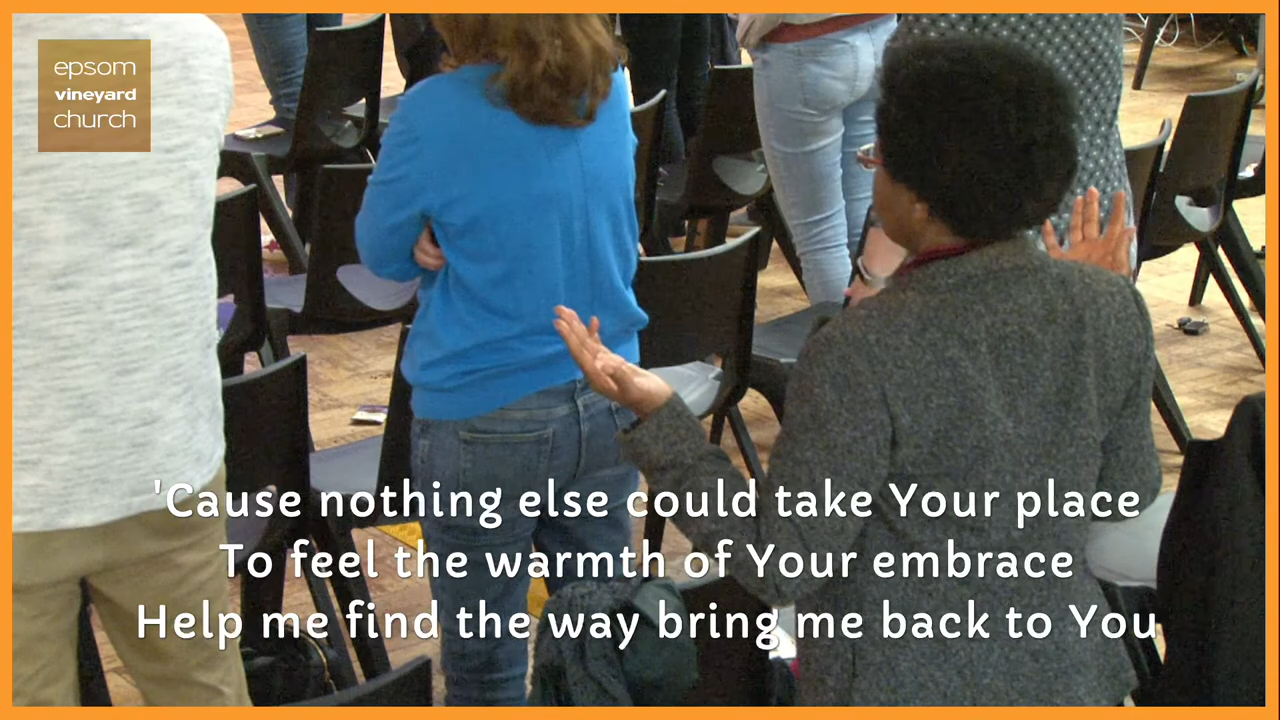 epsom
vineyard
church
'Cause nothing else could take Your place
To feel the warmth of Your embrace
Help me find the way bring me back to You